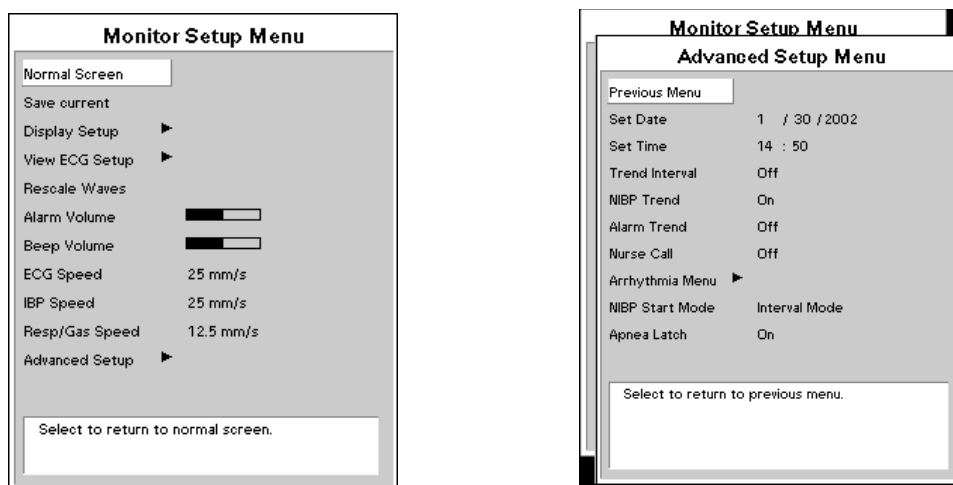 Monitor Setup Menu
Normal Screen
Save current
Display Setup
View ECG Setup
Rescale Waves
Alarm Volume
Beep Volume
ECG Speed 25 mm/s
IBP Speed 25 mm/s
Resp/Gas Speed 12.5 mm/s
Advanced Setup
Select to return to normal screen.
Monitor Setup Menu
Advanced Setup Menu
Previous Menu
Set Date 1 / 30 / 2002
Set Time 14 : 50
Trend Interval Off
NIBP Trend On
Alarm Trend Off
Nurse Call Off
Arrhythmia Menu
NIBP Start Mode Interval Mode
Apnea Latch On
Select to return to previous menu.